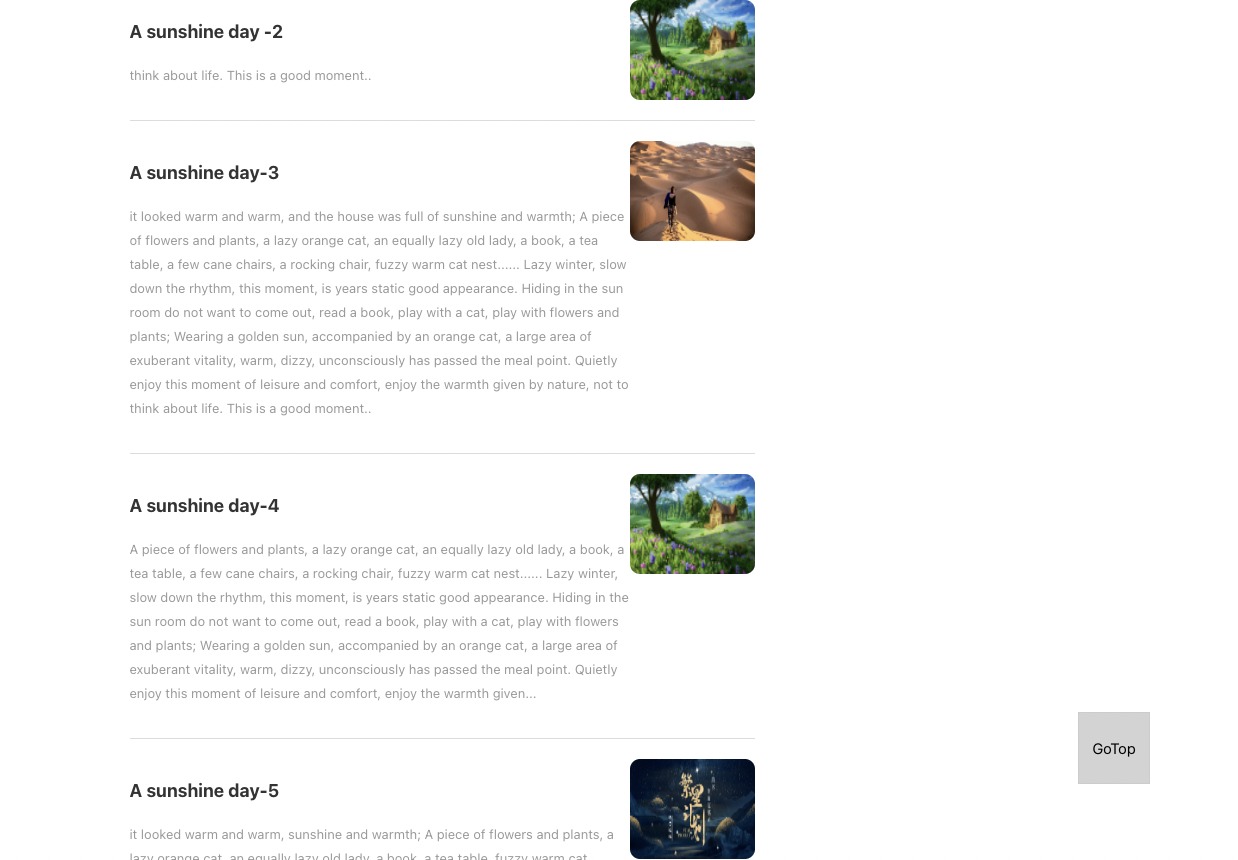 A sunshine day -2
think about life. This is a good moment..
A sunshine day-3
it looked warm and warm, and the house was full of sunshine and warmth; A piece
of flowers and plants, a lazy orange cat, an equally lazy old lady, a book, a tea
table, a few cane chairs, a rocking chair, fuzzy warm cat nest...... Lazy winter, slow
down the rhythm, this moment, is years static good appearance. Hiding in the sun
room do not want to come out, read a book, play with a cat, play with flowers and
plants; Wearing a golden sun, accompanied by an orange cat, a large area of
exuberant vitality, warm, dizzy, unconsciously has passed the meal point. Quietly
enjoy this moment of leisure and comfort, enjoy the warmth given by nature, not to
think about life. This is a good moment..
A sunshine day-4
A piece of flowers and plants, a lazy orange cat, an equally lazy old lady, a book, a
tea table, a few cane chairs, a rocking chair, fuzzy warm cat nest...... Lazy winter,
slow down the rhythm, this moment, is years static good appearance. Hiding in the
sun room do not want to come out, read a book, play with a cat, play with flowers
and plants; Wearing a golden sun, accompanied by an orange cat, a large area of
exuberant vitality, warm, dizzy, unconsciously has passed the meal point. Quietly
enjoy this moment of leisure and comfort, enjoy the warmth given...
GoTop
A sunshine day-5
繁星
it looked warm and warm, sunshine and warmth; A piece of flowers and plants, a
lazy orange cat, an equally lazy old lady, a book, a tea table, fuzzy warm cat